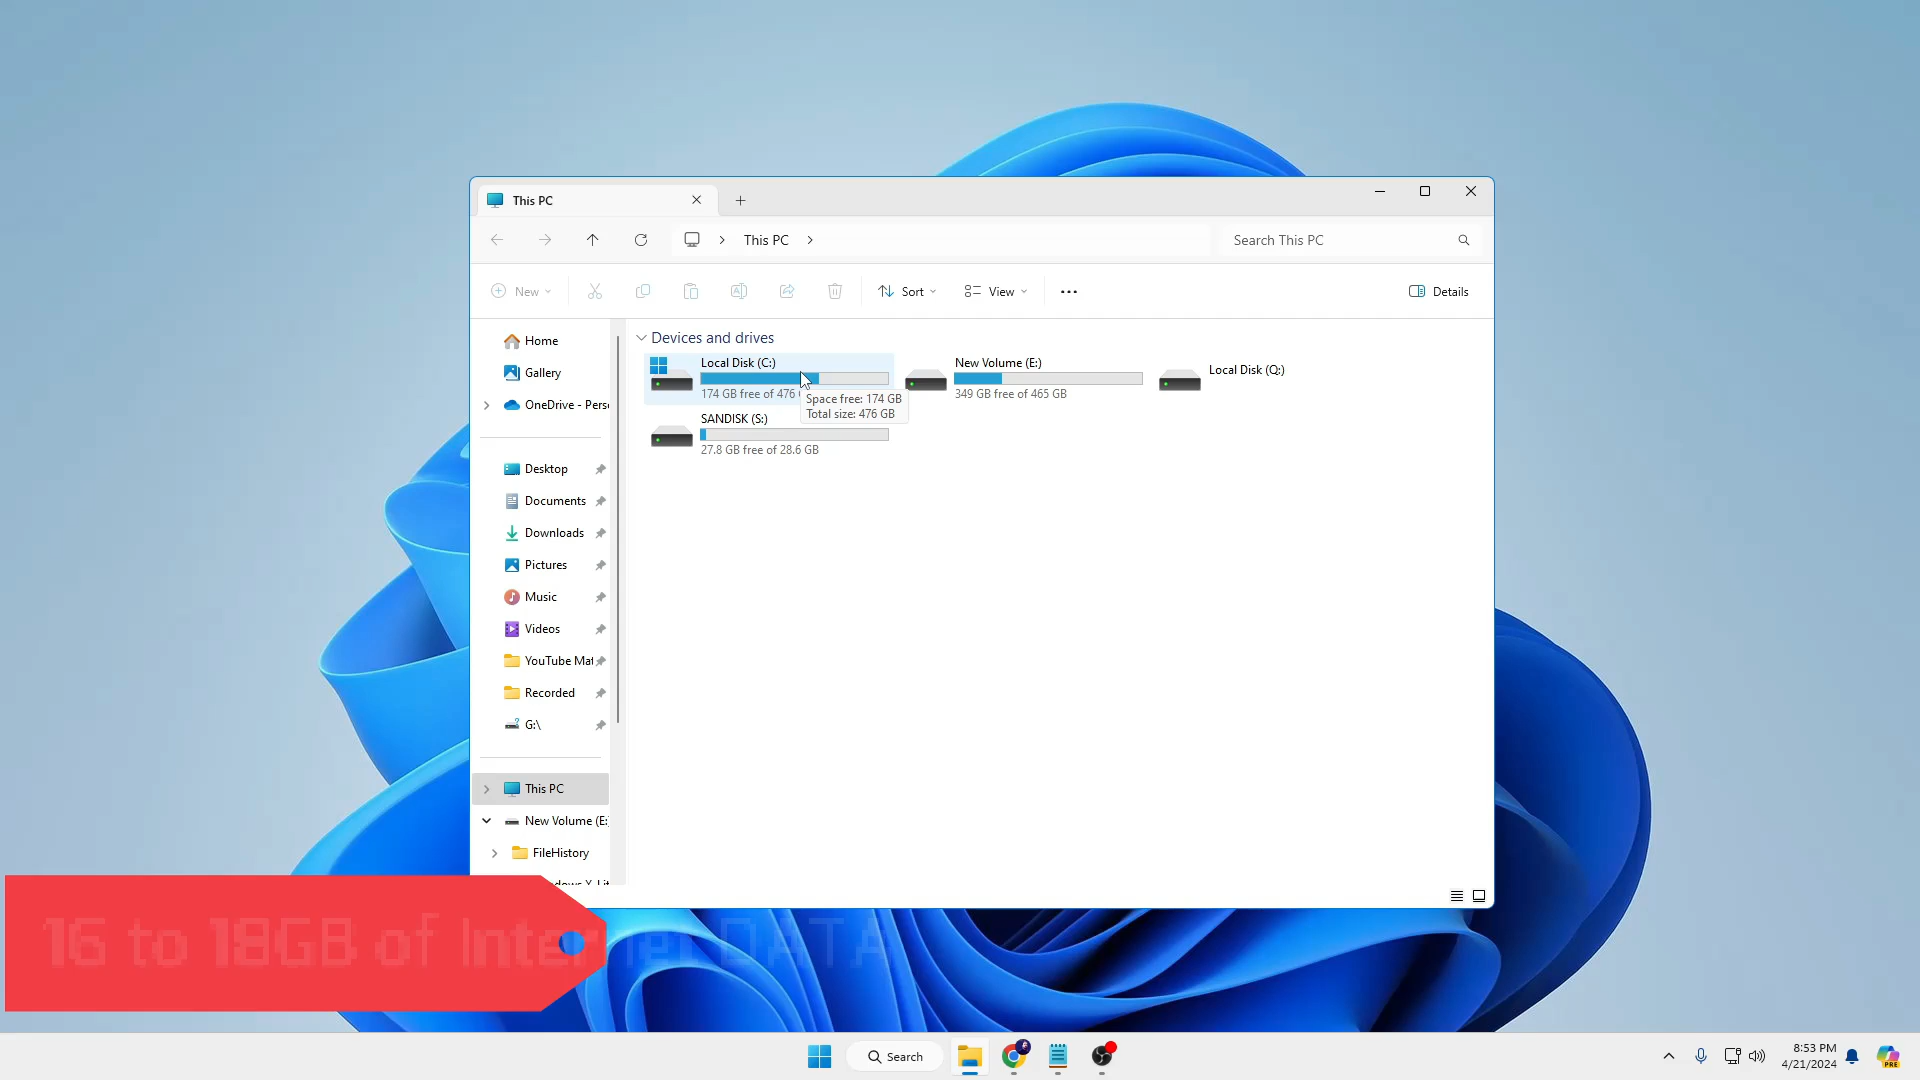 This PC
This PC
Search This PC
New
Sort
View
Details
Home
Gallery
OneDrive - Perso
Desktop
Documents
Downloads
Pictures
Music
Videos
YouTube Mat
Recorded
G:\
This PC
New Volume (E:
FileHistory
Devices and drives
Local Disk (C:)
174 GB free of 476
Space free: 174 GB
Total size: 476 GB
New Volume (E:)
349 GB free of 465 GB
Local Disk (Q:)
SANDISK (S:)
27.8 GB free of 28.6 GB
16 to 18GB of Internet DATA
Search
8:53 PM
4/21/2024
PRE